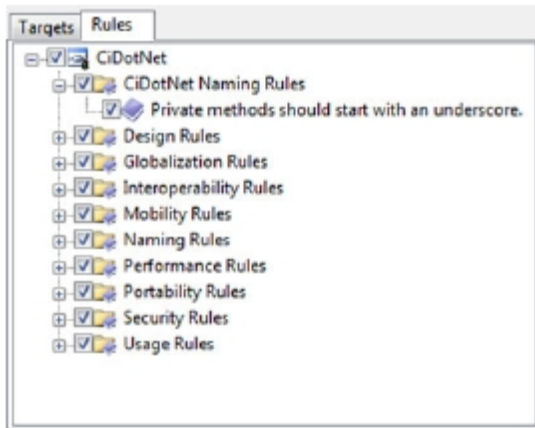 Targets Rules
CiDotNet
CiDotNet Naming Rules
Private methods should start with an underscore.
Design Rules
Globalization Rules
Interoperability Rules
Mobility Rules
Naming Rules
Performance Rules
Portability Rules
Security Rules
Usage Rules